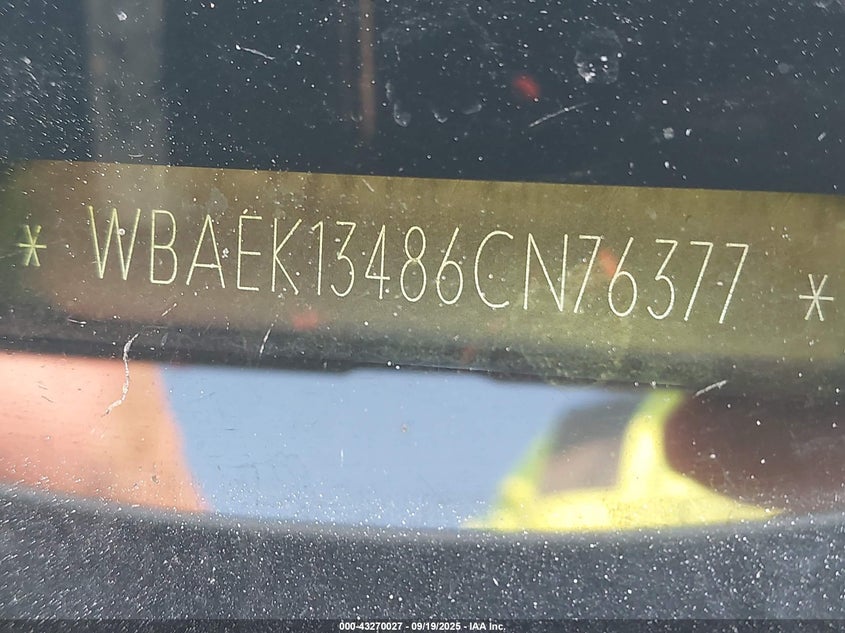 * WBAEK13486CN76377 *
000-43270027 - 09/19/2025 - IAA Inc.